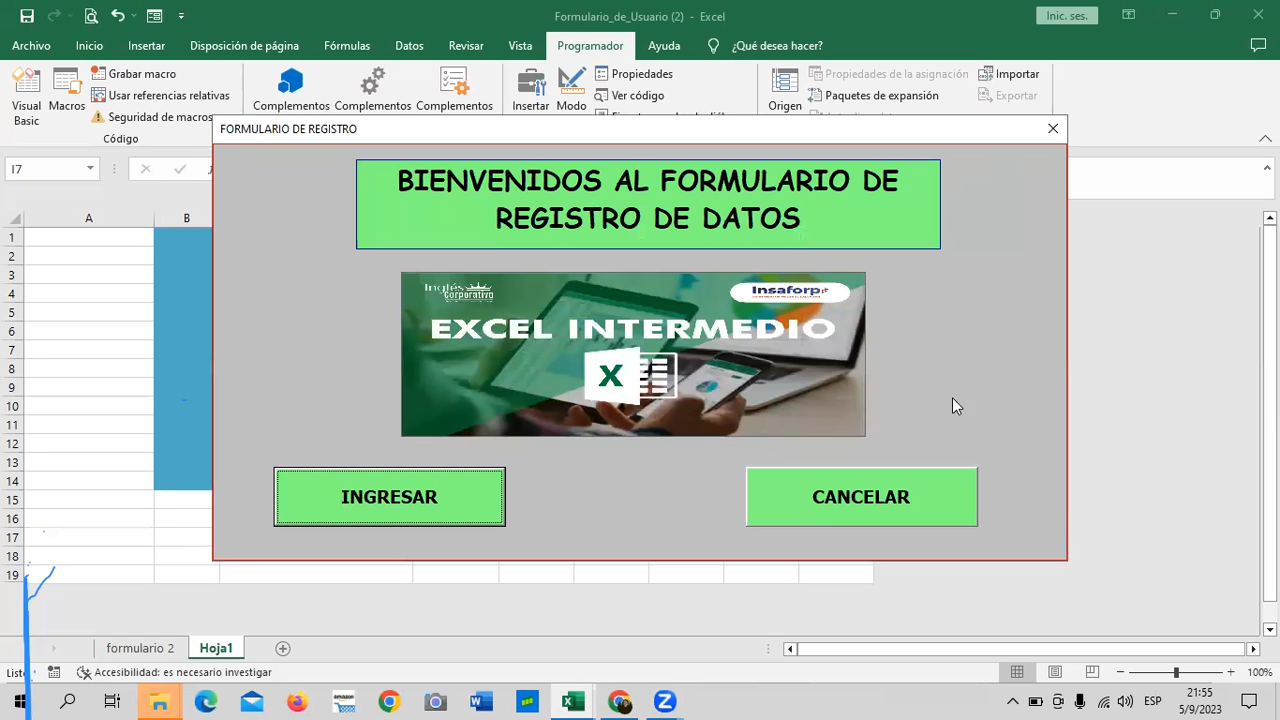 Formulario_de_Usuario (2) - Excel
Inic. ses.
Archivo Inicio Insertar Disposición de página Fórmulas Datos Revisar Vista Programador Ayuda ¿Qué desea hacer?
Visual Basic
Macros
Grabar macro
Usar referencias relativas
Seguridad de macros
Código
Complementos Complementos Complementos
Insertar
Modo
Propiedades
Ver código
Origen
Propiedades de la asignación
Paquetes de expansión
Importar
Exportar
I7
FORMULARIO DE REGISTRO
BIENVENIDOS AL FORMULARIO DE
REGISTRO DE DATOS
Inglés
Corporativo
Insaforp
EXCEL INTERMEDIO
X
INGRESAR
CANCELAR
A B
1
2
3
4
5
6
7
8
9
10
11
12
13
14
15
16
17
18
19
formulario 2 Hoja1
Accesibilidad: es necesario investigar
100%
amazon
ESP
21:55
5/9/2023